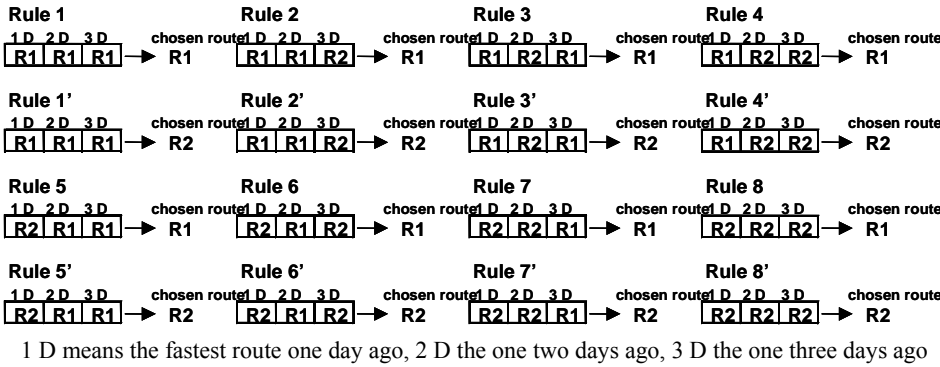 Rule 1 Rule 2 Rule 3 Rule 4
1 D 2 D 3 D chosen route 1 D 2 D 3 D chosen route 1 D 2 D 3 D chosen route 1 D 2 D 3 D chosen route
R1 R1 R1 R1 R1 R1 R2 R1 R1 R2 R1 R1 R1 R2 R2 R1
Rule 1’ Rule 2’ Rule 3’ Rule 4’
1 D 2 D 3 D chosen route 1 D 2 D 3 D chosen route 1 D 2 D 3 D chosen route 1 D 2 D 3 D chosen route
R1 R1 R1 R2 R1 R1 R2 R2 R1 R2 R1 R2 R1 R2 R2 R2
Rule 5 Rule 6 Rule 7 Rule 8
1 D 2 D 3 D chosen route 1 D 2 D 3 D chosen route 1 D 2 D 3 D chosen route 1 D 2 D 3 D chosen route
R2 R1 R1 R1 R2 R1 R2 R1 R2 R2 R1 R1 R2 R2 R2 R1
Rule 5’ Rule 6’ Rule 7’ Rule 8’
1 D 2 D 3 D chosen route 1 D 2 D 3 D chosen route 1 D 2 D 3 D chosen route 1 D 2 D 3 D chosen route
R2 R1 R1 R2 R2 R1 R2 R2 R2 R2 R1 R2 R2 R2 R2 R2
1 D means the fastest route one day ago, 2 D the one two days ago, 3 D the one three days ago